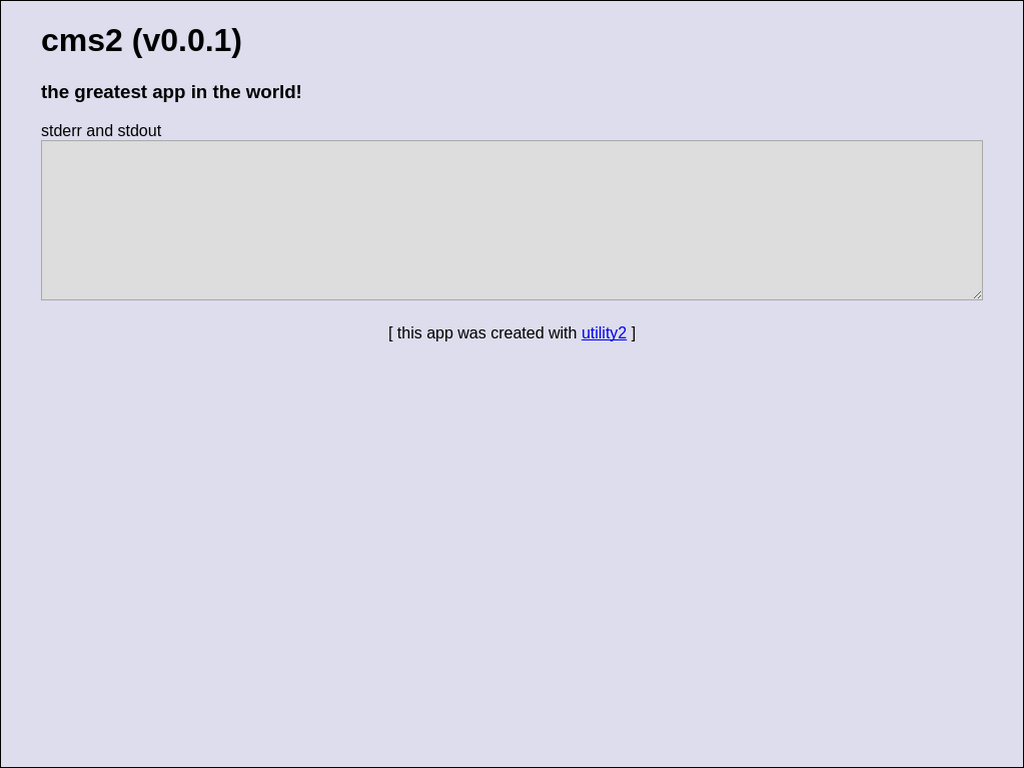 cms2 (v0.0.1)
the greatest app in the world!
stderr and stdout
[ this app was created with utility2 ]